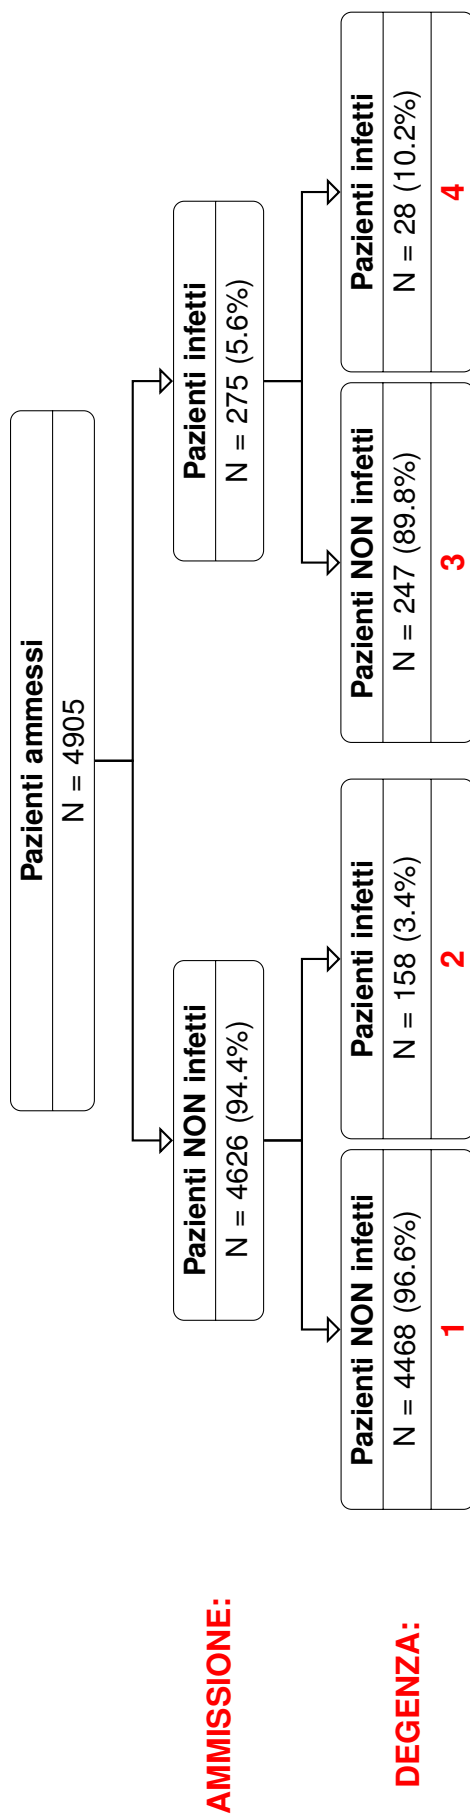 Pazienti ammessi
N = 4905
AMMISSIONE:
Pazienti NON infetti
N = 4626 (94.4%)
Pazienti infetti
N = 275 (5.6%)
DEGENZA:
Pazienti NON infetti
N = 4468 (96.6%)
1
Pazienti infetti
N = 158 (3.4%)
2
Pazienti NON infetti
N = 247 (89.8%)
3
Pazienti infetti
N = 28 (10.2%)
4